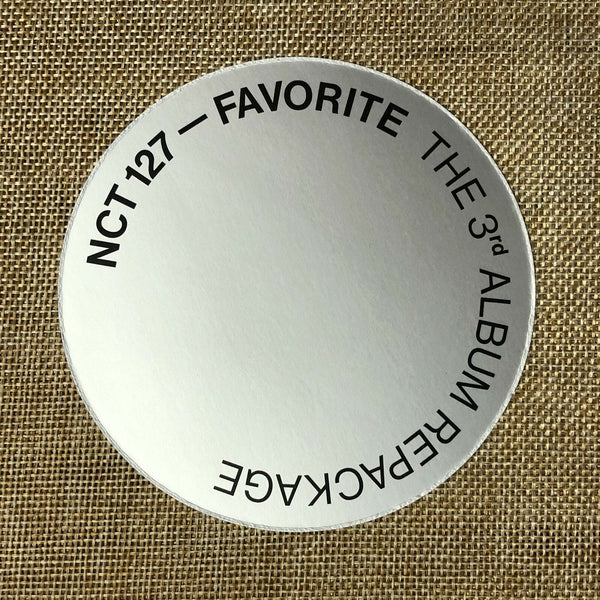 NCT 127 — FAVORITE THE 3rd ALBUM REPACKAGE